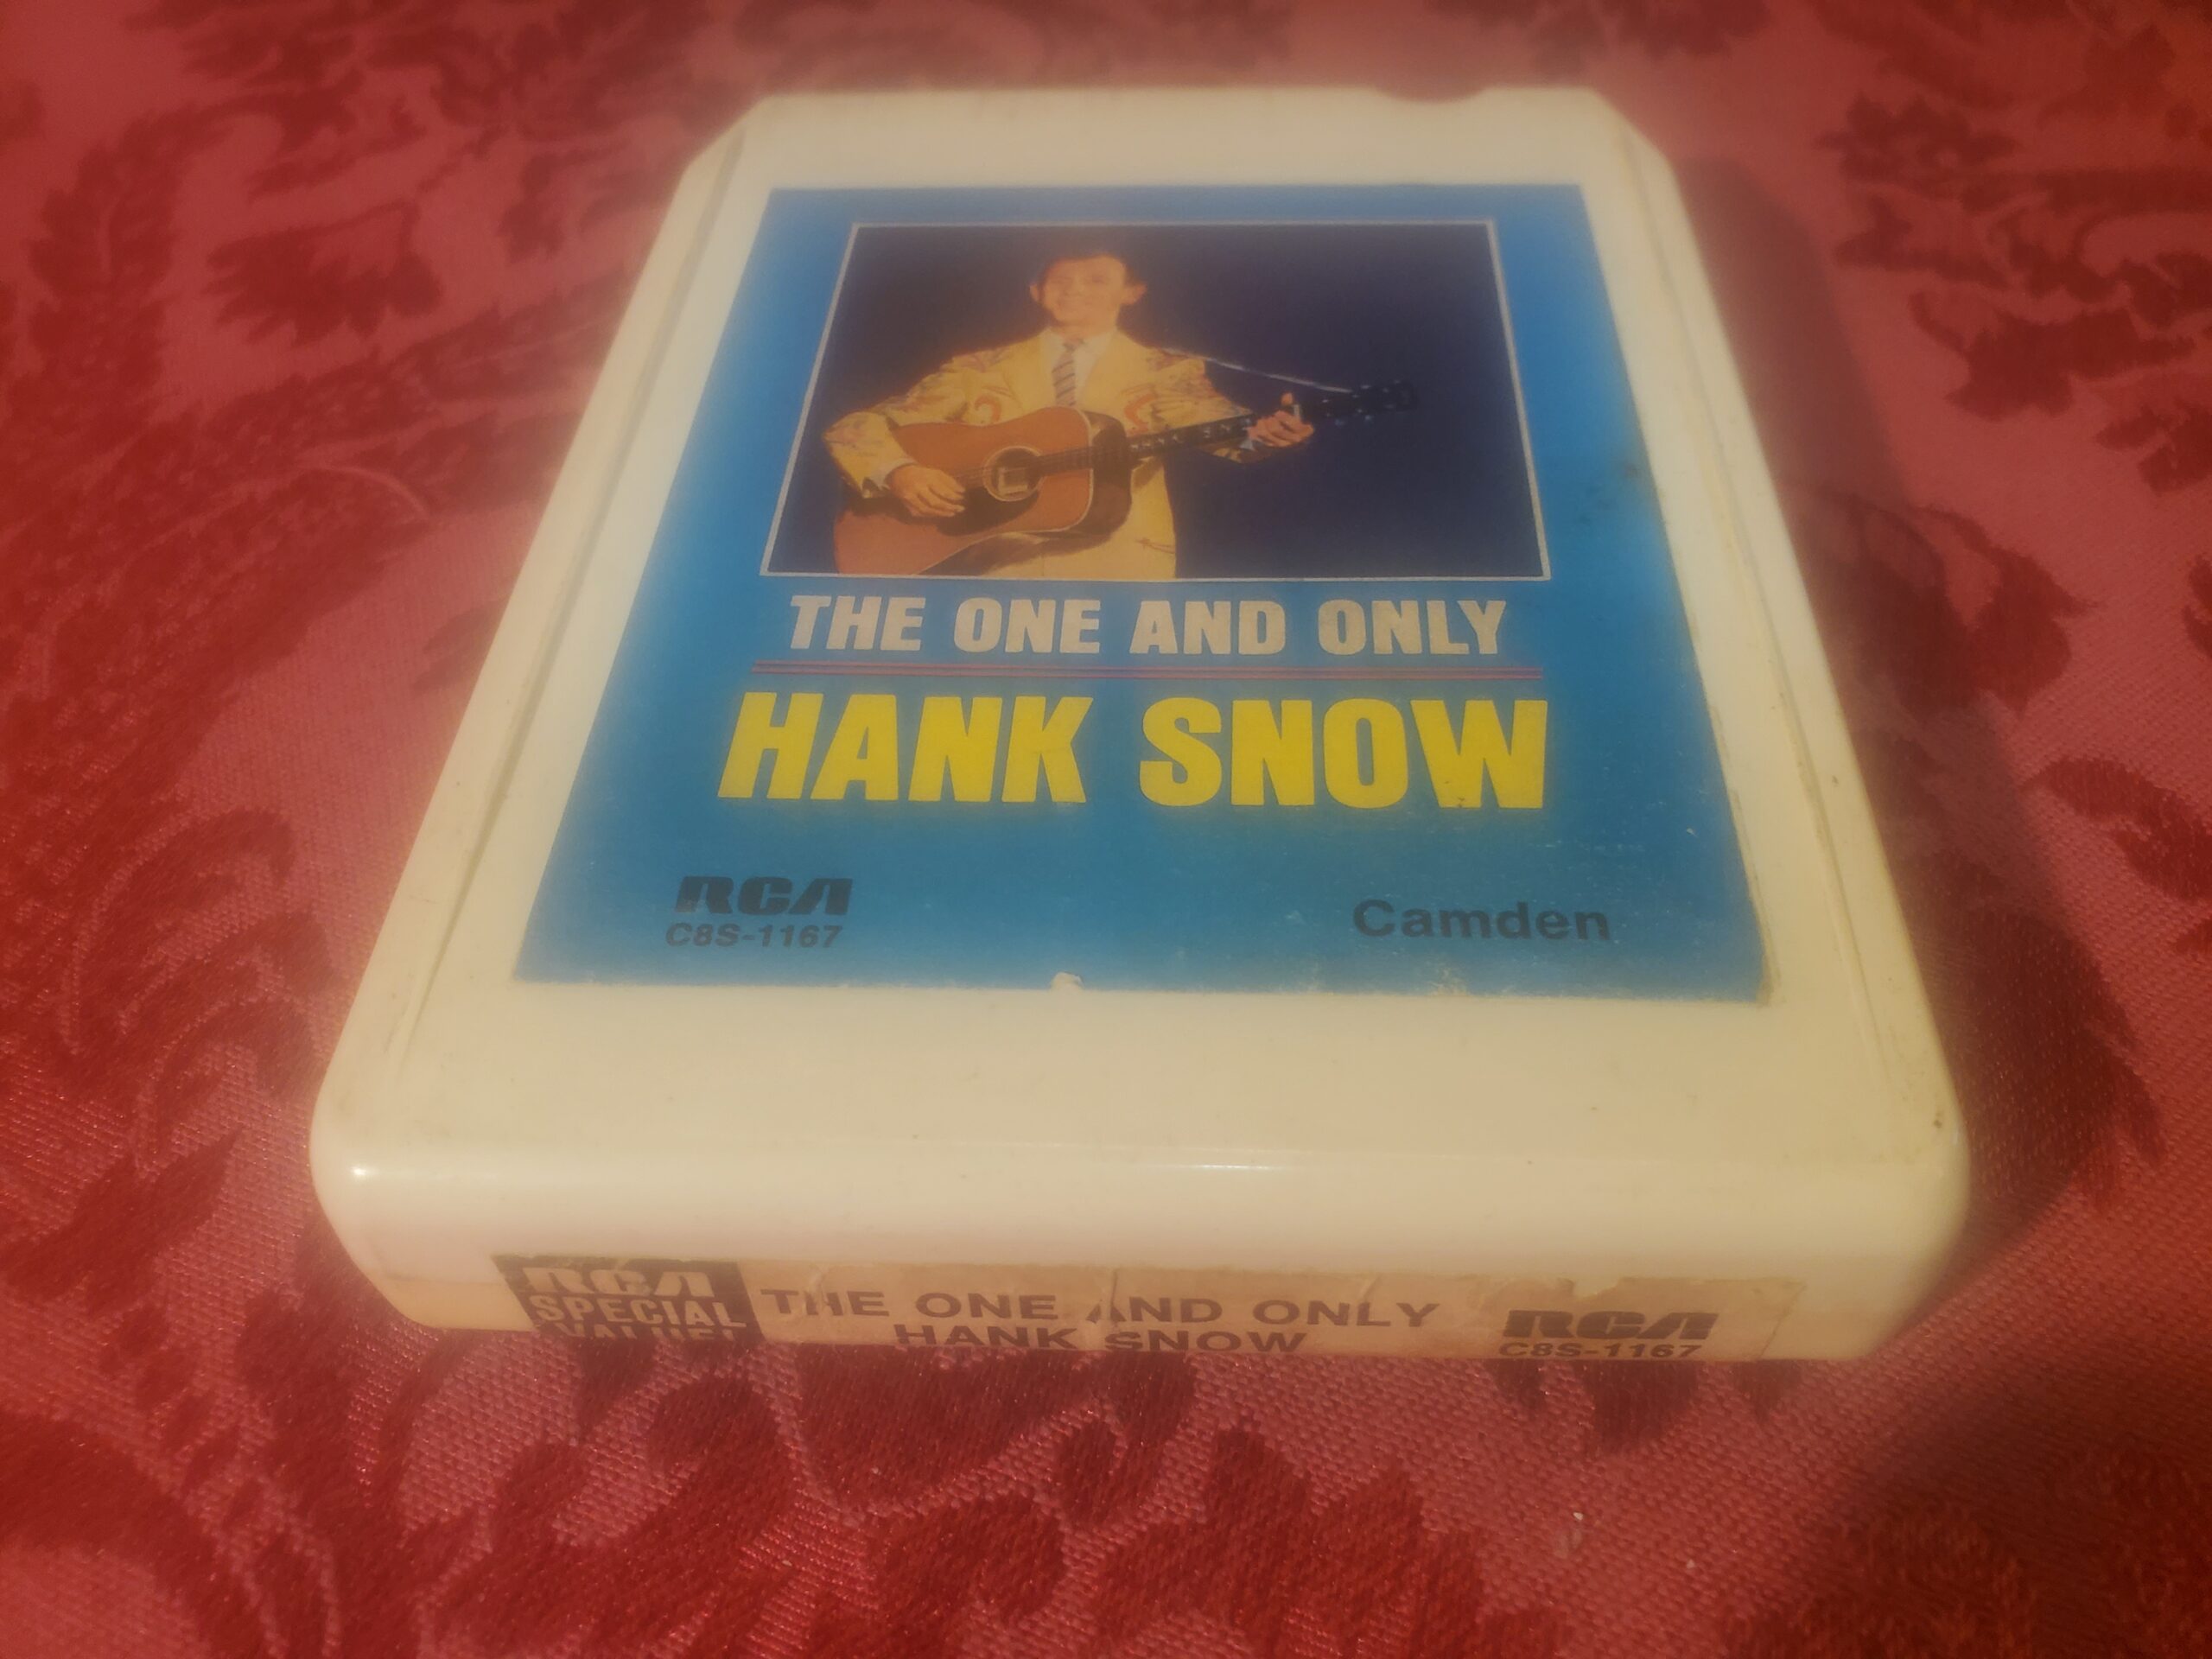 THE ONE AND ONLY
HANK SNOW
RCA
C8S-1167
Camden
RCA
SPECIAL
VALUE!
THE ONE AND ONLY
HANK SNOW
RCA
C8S-1167